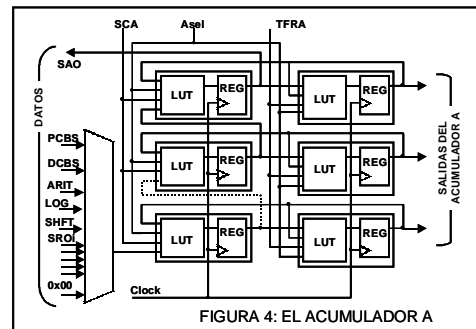 SCA Asel TFRA
SAO
DATOS
PCBS
DCBS
ARIT
LOG
SHFT
SROI
0x00
LUT REG LUT REG
LUT REG LUT REG
LUT REG LUT REG
SALIDAS DEL
ACUMULADOR A
Clock
FIGURA 4: EL ACUMULADOR A